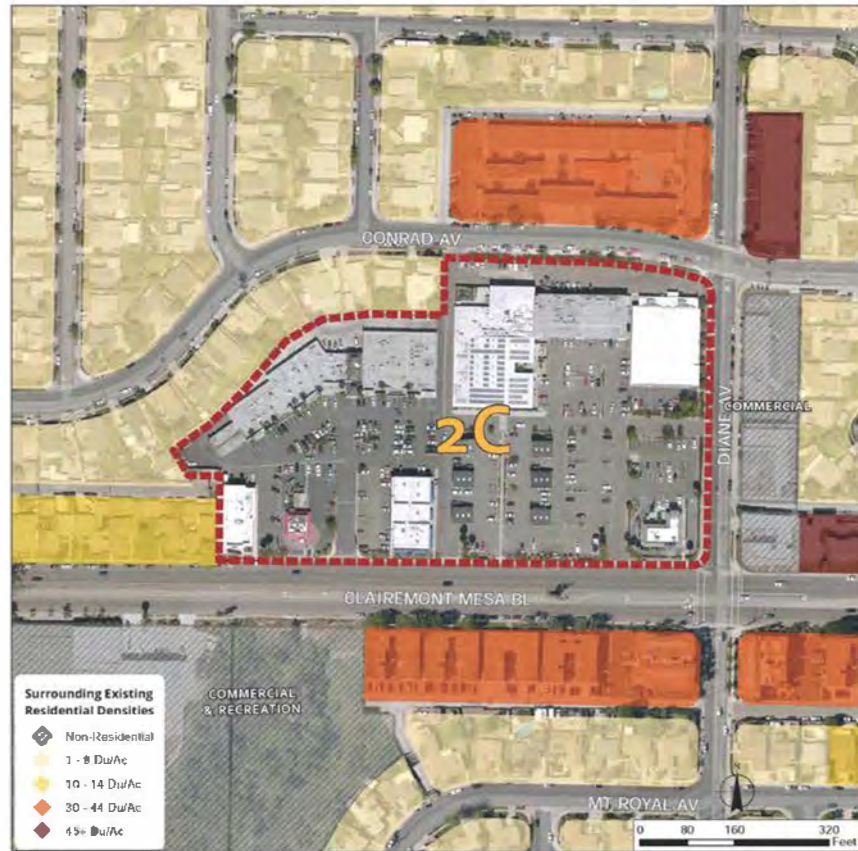 CONRAD AV
2C
COMMERCIAL
DIANE AV
CLAIREMONT MESA BL
COMMERCIAL
& RECREATION
MT ROYAL AV
Surrounding Existing
Residential Densities
Non-Residential
1 - 9 Du/Ac
10 - 14 Du/Ac
30 - 44 Du/Ac
45+ Du/Ac
N
0 80 160 320
Feet